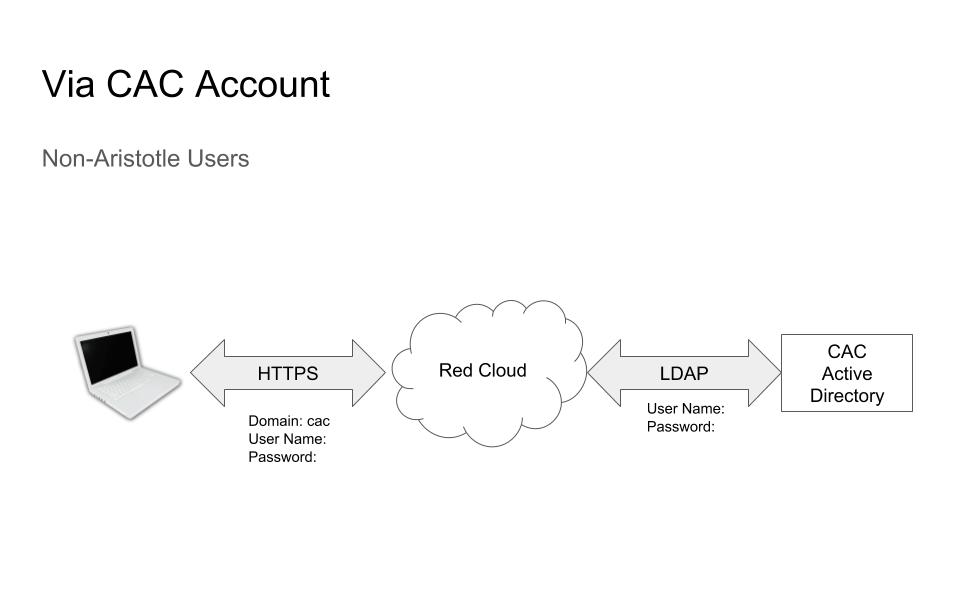 Via CAC Account
Non-Aristotle Users
HTTPS
Domain: cac
User Name:
Password:
Red Cloud
LDAP
User Name:
Password:
CAC
Active
Directory